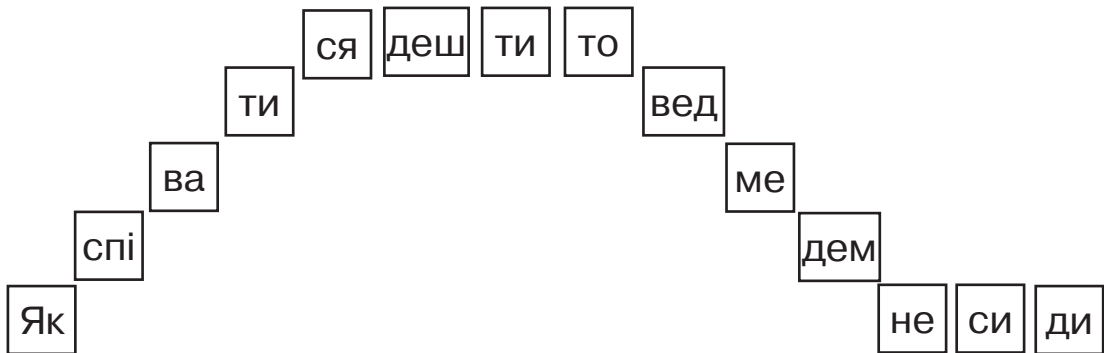 Як спі ва ти ся деш ти то вед ме дем не си ди